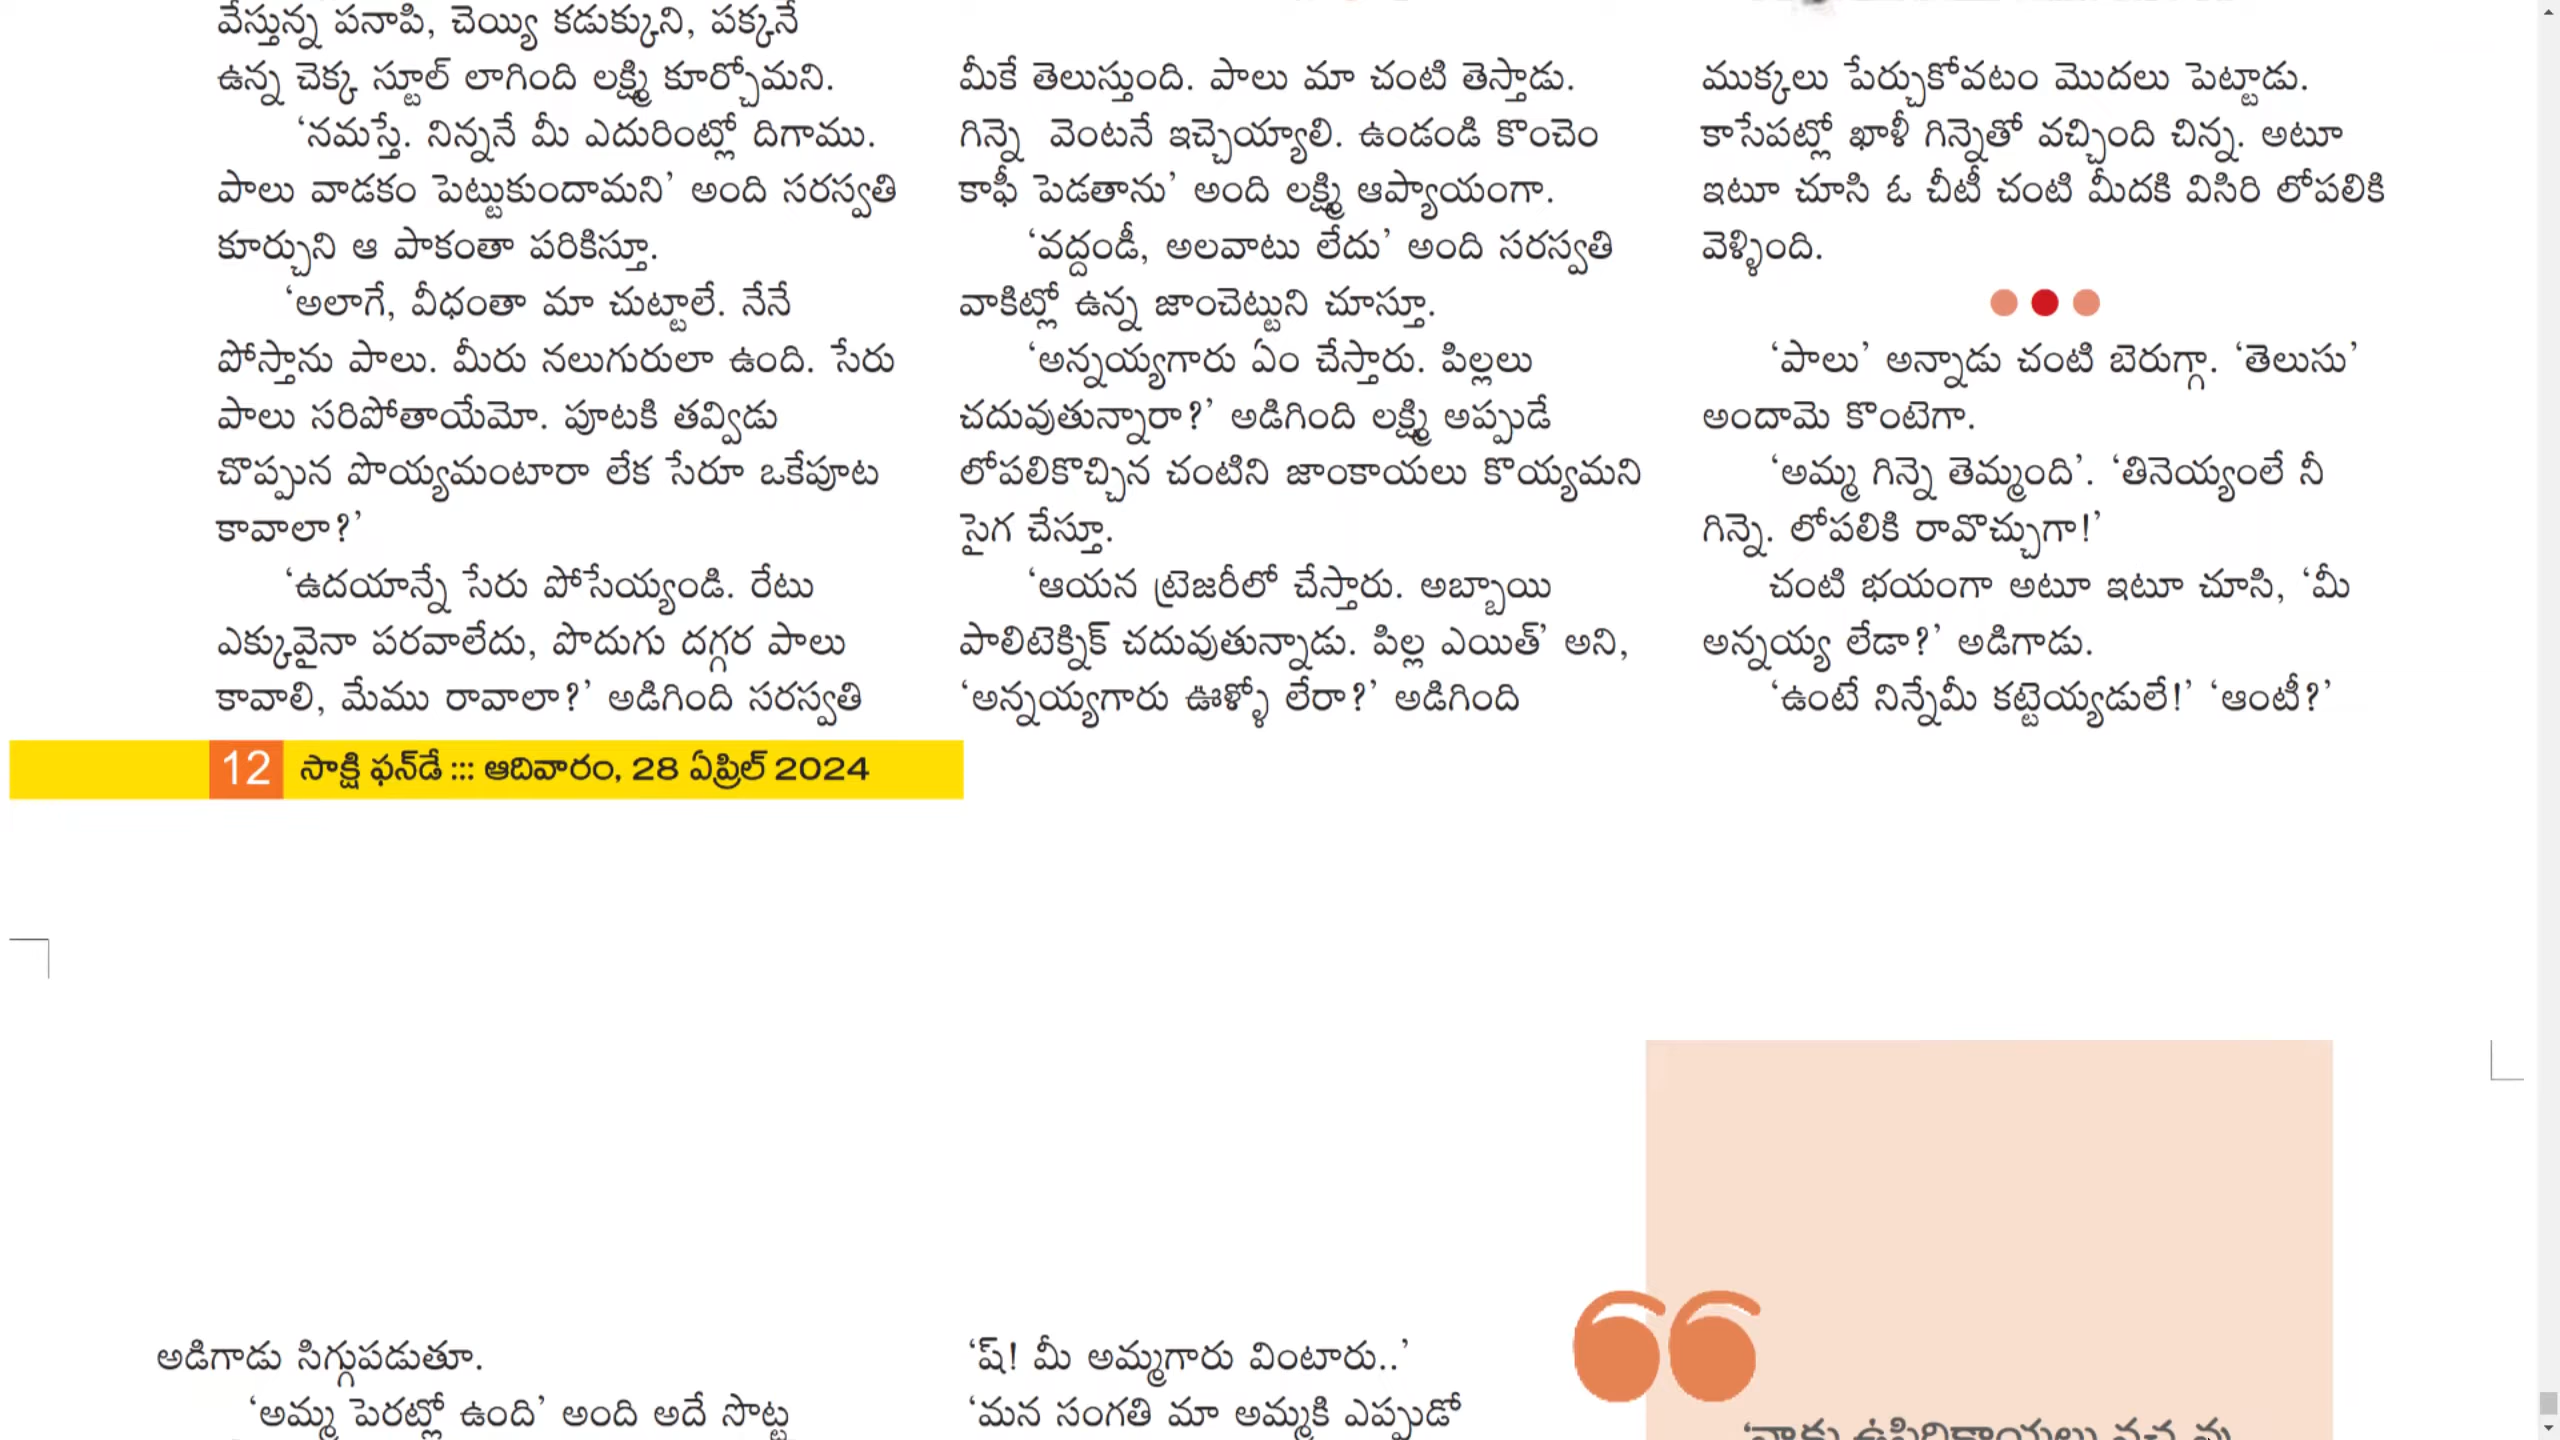 వేస్తున్న పనాపి, చెయ్యి కడుక్కుని, పక్కనే
ఉన్న చెక్క స్టూల్ లాగింది లక్ష్మి కూర్చోమని.
‘నమస్తే. నిన్ననే మీ ఎదురింట్లో దిగాము.
పాలు వాడకం పెట్టుకుందామని’ అంది సరస్వతి
కూర్చుని ఆ పాకంతా పరికిస్తూ.
‘అలాగే, వీధంతా మా చుట్టాలే. నేనే
పోస్తాను పాలు. మీరు నలుగురులా ఉంది. సేరు
పాలు సరిపోతాయేమో. పూటకి తవ్విడు
చొప్పున పొయ్యమంటారా లేక సేరూ ఒకేపూట
కావాలా?’
‘ఉదయాన్నే సేరు పోసేయ్యండి. రేటు
ఎక్కువైనా పరవాలేదు, పొదుగు దగ్గర పాలు
కావాలి, మేము రావాలా?’ అడిగింది సరస్వతి
మీకే తెలుస్తుంది. పాలు మా చంటి తెస్తాడు.
గిన్నె వెంటనే ఇచ్చెయ్యాలి. ఉండండి కొంచెం
కాఫీ పెడతాను’ అంది లక్ష్మి ఆప్యాయంగా.
‘వద్దండీ, అలవాటు లేదు’ అంది సరస్వతి
వాకిట్లో ఉన్న జాంచెట్టుని చూస్తూ.
‘అన్నయ్యగారు ఏం చేస్తారు. పిల్లలు
చదువుతున్నారా?’ అడిగింది లక్ష్మి అప్పుడే
లోపలికొచ్చిన చంటిని జాంకాయలు కొయ్యమని
సైగ చేస్తూ.
‘ఆయన ట్రెజరీలో చేస్తారు. అబ్బాయి
పాలిటెక్నిక్ చదువుతున్నాడు. పిల్ల ఎయిత్’ అని,
‘అన్నయ్యగారు ఊళ్ళో లేరా?’ అడిగింది
ముక్కలు పేర్చుకోవటం మొదలు పెట్టాడు.
కాసేపట్లో ఖాళీ గిన్నెతో వచ్చింది చిన్న. అటూ
ఇటూ చూసి ఓ చీటీ చంటి మీదకి విసిరి లోపలికి
వెళ్ళింది.
‘పాలు’ అన్నాడు చంటి బెరుగ్గా. ‘తెలుసు’
అందామె కొంటెగా.
‘అమ్మ గిన్నె తెమ్మంది’. ‘తినెయ్యంలే నీ
గిన్నె. లోపలికి రావొచ్చుగా!’
చంటి భయంగా అటూ ఇటూ చూసి, ‘మీ
అన్నయ్య లేడా?’ అడిగాడు.
‘ఉంటే నిన్నేమీ కట్టెయ్యడులే!’ ‘ఆంటీ?’
12 సాక్షి ఫన్‌డే ::: ఆదివారం, 28 ఏప్రిల్ 2024
అడిగాడు సిగ్గుపడుతూ.
‘అమ్మ పెరట్లో ఉంది’ అంది అదే సొట్ట
‘ష్! మీ అమ్మగారు వింటారు..’
‘మన సంగతి మా అమ్మకి ఎప్పుడో